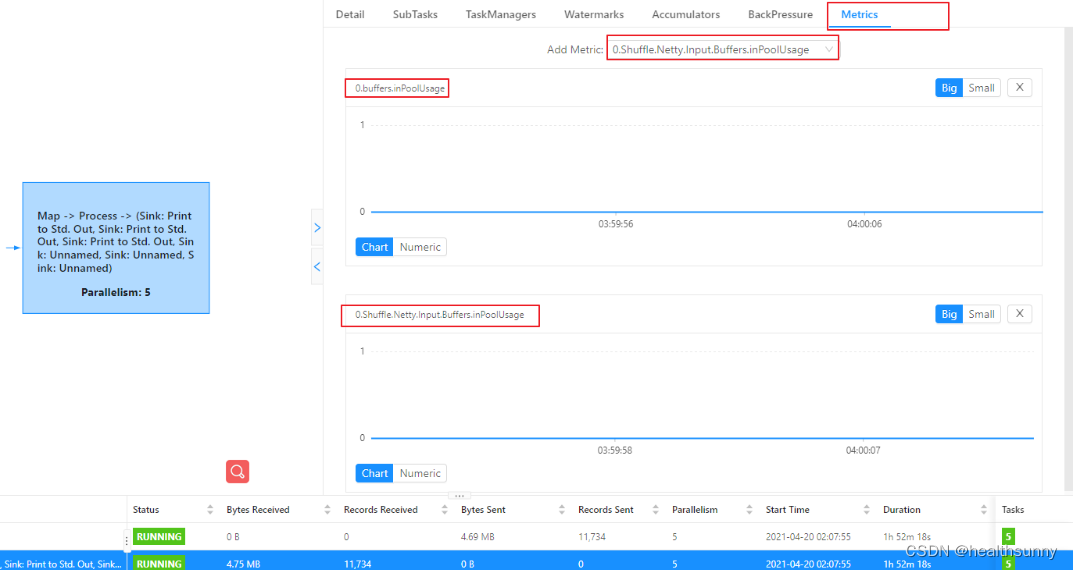 Detail SubTasks TaskManagers Watermarks Accumulators BackPressure Metrics
Add Metric: 0.Shuffle.Netty.Input.Buffers.inPoolUsage
0.buffers.inPoolUsage Big Small X
1
0
03:59:56 04:00:06
Chart Numeric
Map -> Process -> (Sink: Print
to Std. Out, Sink: Print to Std.
Out, Sink: Print to Std. Out, Sin
k: Unnamed, Sink: Unnamed, S
ink: Unnamed)
Parallelism: 5
0.Shuffle.Netty.Input.Buffers.inPoolUsage Big Small X
1
0
03:59:58 04:00:07
Chart Numeric
Status Bytes Received Records Received Bytes Sent Records Sent Parallelism Start Time Duration Tasks
RUNNING 0 B 0 4.69 MB 11,734 5 2021-04-20 02:07:55 1h 52m 18s 5
, Sink: Print to Std. Out, Sink... RUNNING 4.75 MB 11,734 0 B 0 5 2021-04-20 02:07:55 1h 52m 18s 5
CSDN @healthsunny